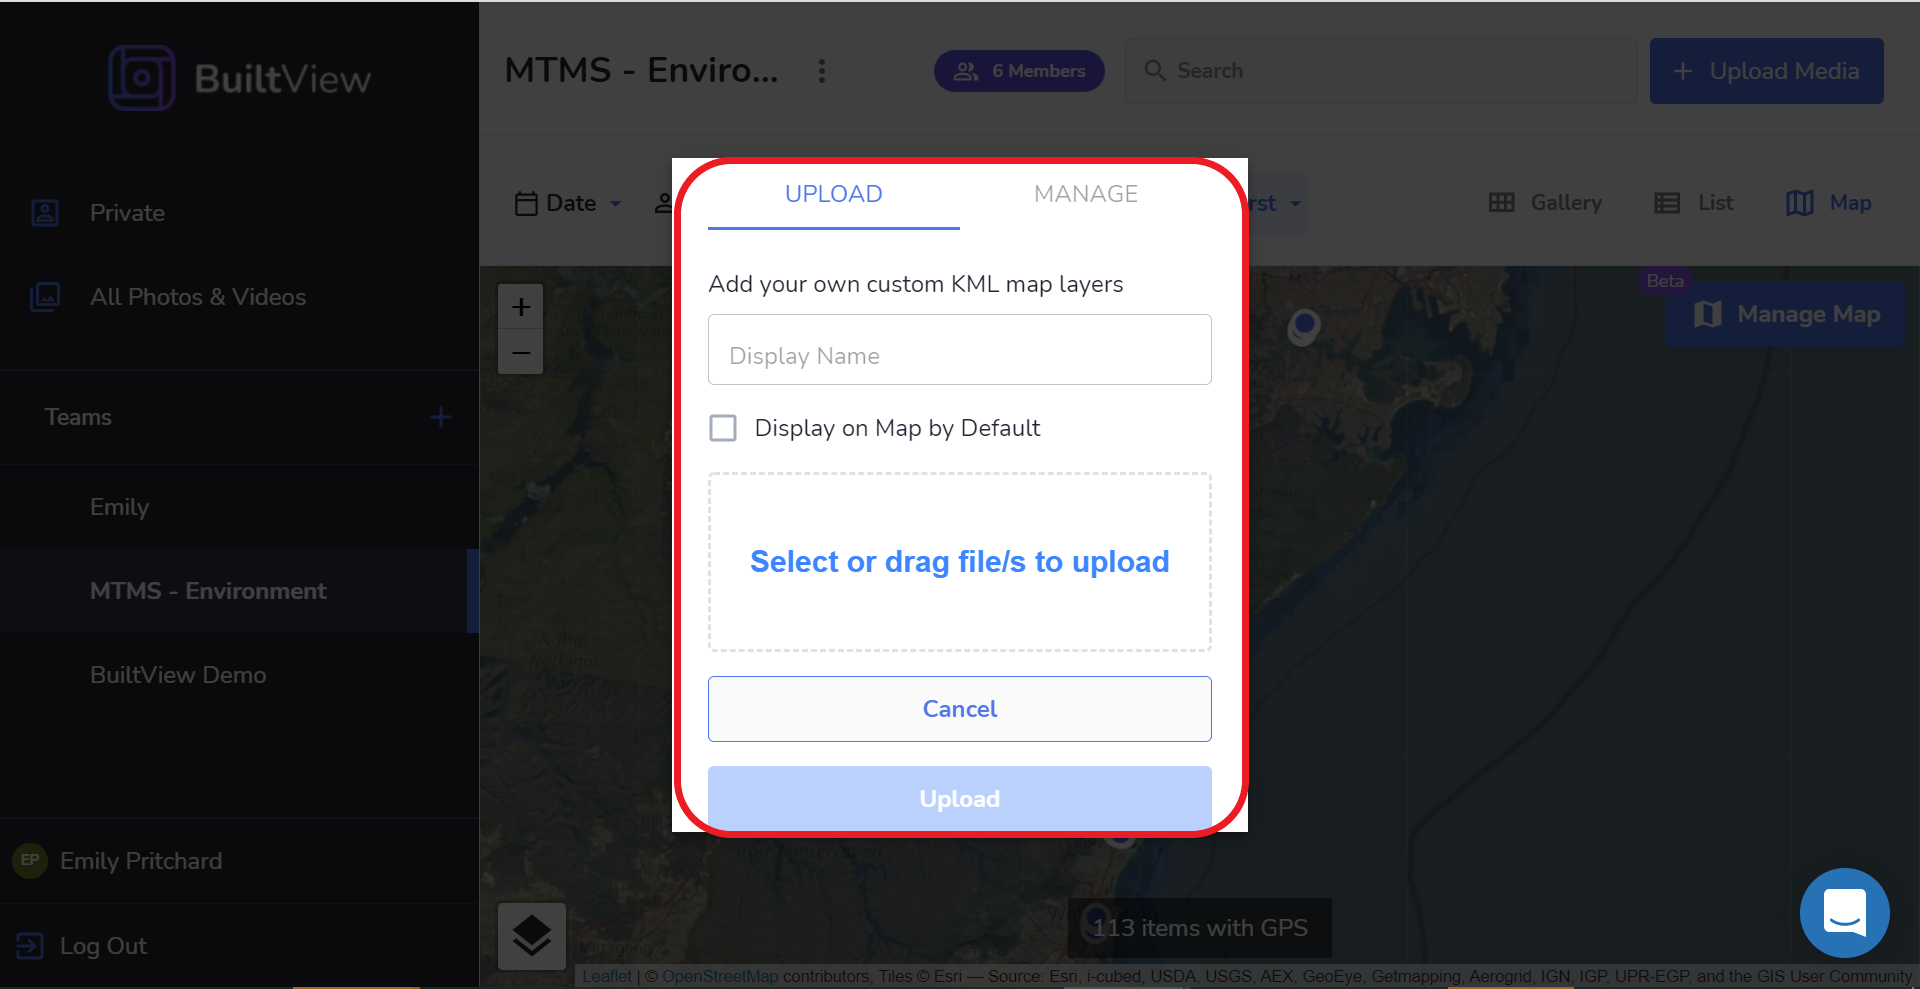 BuiltView
Private
All Photos & Videos
Teams
Emily
MTMS - Environment
BuiltView Demo
EP
Emily Pritchard
Log Out
MTMS - Enviro...
6 Members
Search
+ Upload Media
Date
rst
Gallery
List
Map
+
−
Beta
Manage Map
UPLOAD
MANAGE
Add your own custom KML map layers
Display Name
Display on Map by Default
Select or drag file/s to upload
Cancel
Upload
National
Park
113 items with GPS
Leaflet | © OpenStreetMap contributors, Tiles © Esri — Source: Esri, i-cubed, USDA, USGS, AEX, GeoEye, Getmapping, Aerogrid, IGN, IGP, UPR-EGP, and the GIS User Community